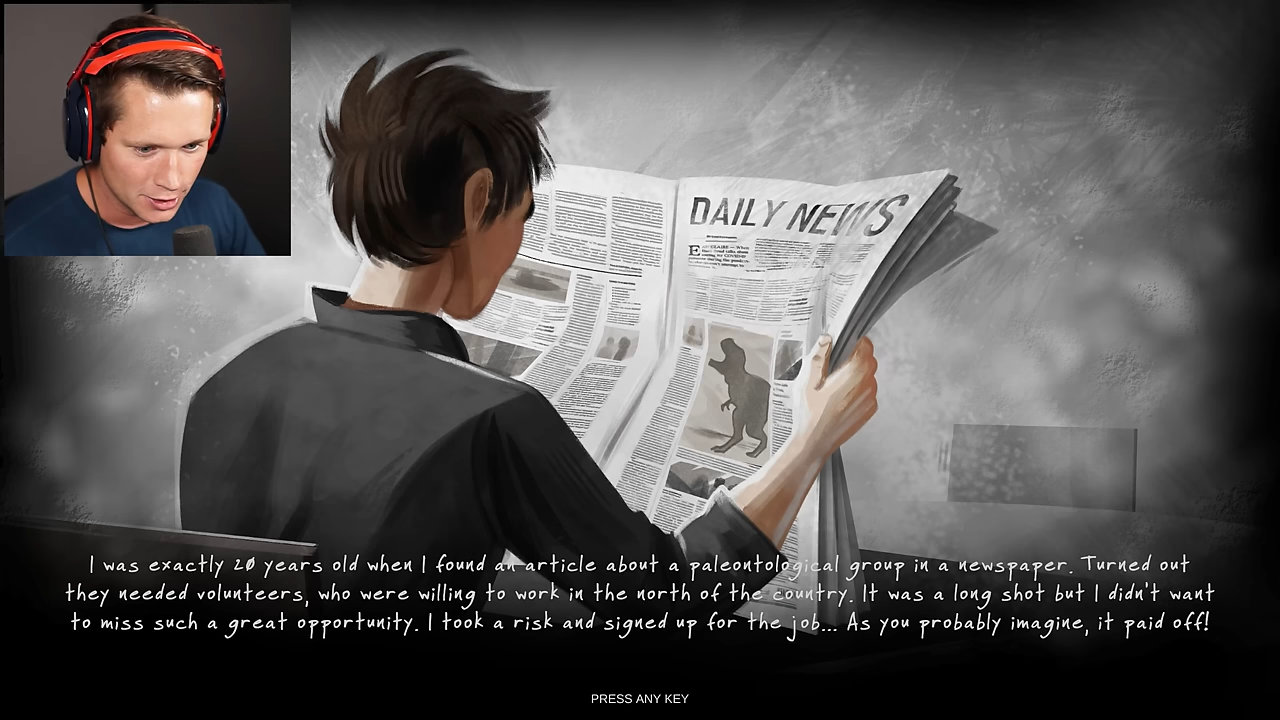 DAILY NEWS
I was exactly 20 years old when I found an article about a paleontological group in a newspaper. Turned out
they needed volunteers, who were willing to work in the north of the country. It was a long shot but I didn't want
to miss such a great opportunity. I took a risk and signed up for the job... As you probably imagine, it paid off!
PRESS ANY KEY